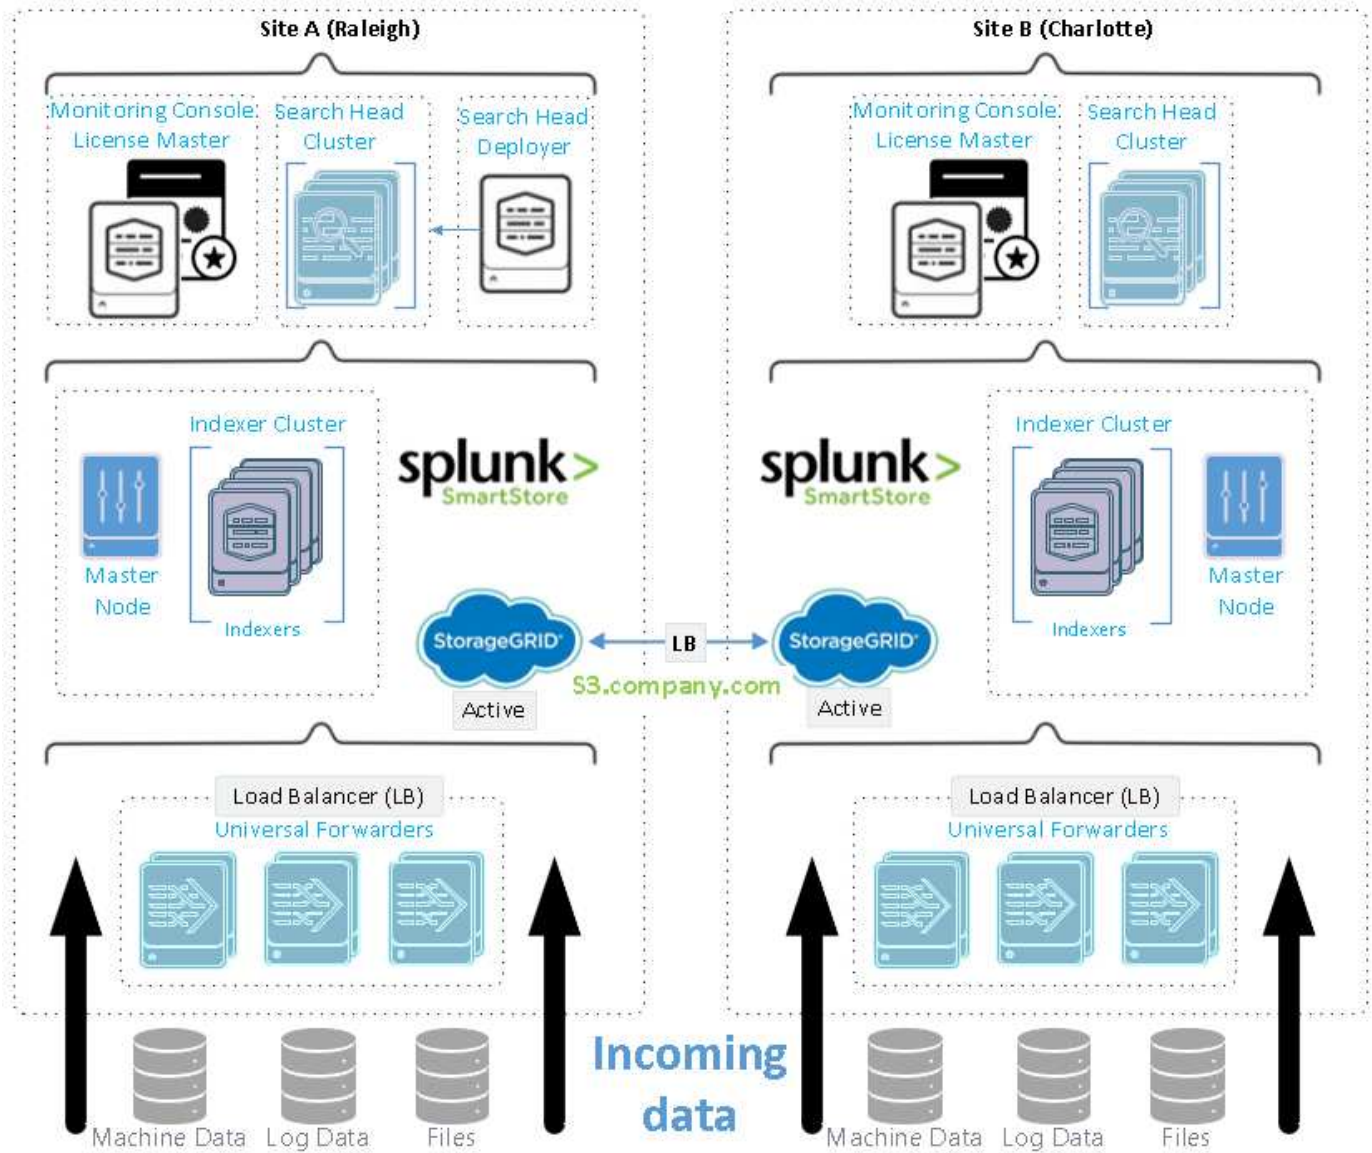 Site A (Raleigh)
Monitoring Console
License Master
Search Head
Cluster
Search Head
Deployer
Indexer Cluster
Master
Node
Indexers
splunk>
SmartStore
StorageGRID
Active
Load Balancer (LB)
Universal Forwarders
Machine Data
Log Data
Files
LB
S3.company.com
Incoming
data
Site B (Charlotte)
Monitoring Console
License Master
Search Head
Cluster
splunk>
SmartStore
Indexer Cluster
Indexers
Master
Node
StorageGRID
Active
Load Balancer (LB)
Universal Forwarders
Machine Data
Log Data
Files